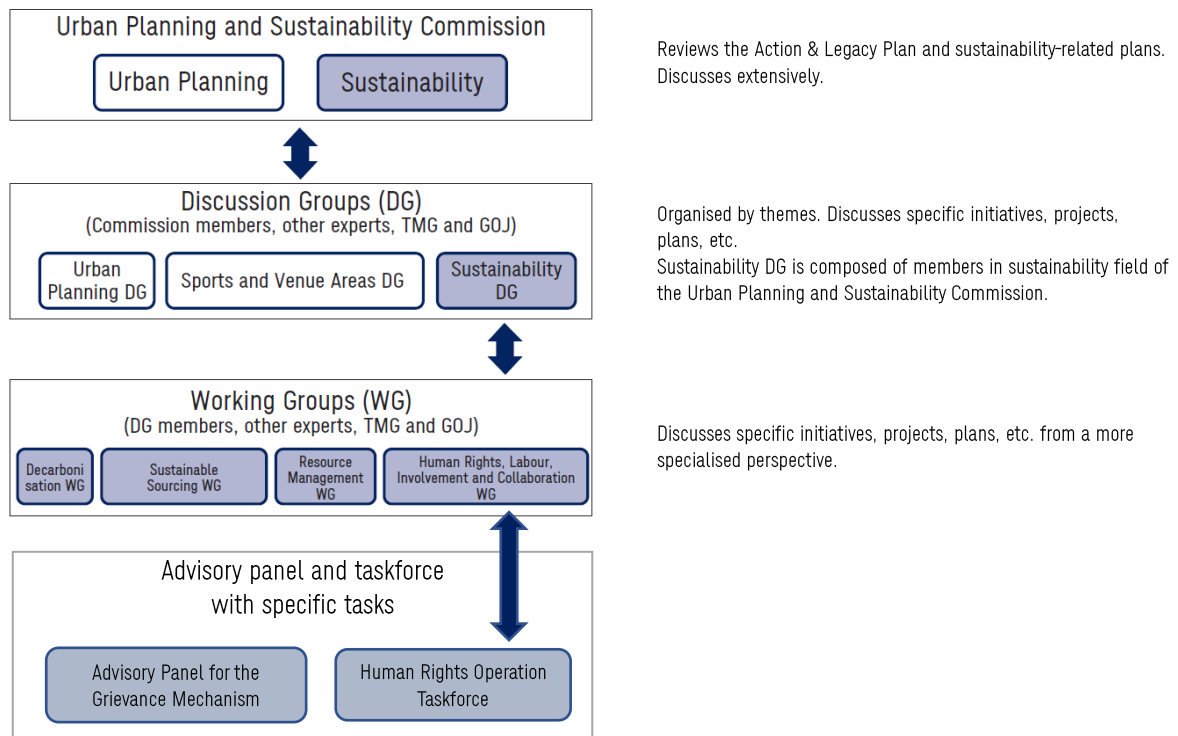 Urban Planning and Sustainability Commission
Urban Planning
Sustainability
Reviews the Action & Legacy Plan and sustainability-related plans.
Discusses extensively.
Discussion Groups (DG)
(Commission members, other experts, TMG and GOJ)
Urban
Planning DG
Sports and Venue Areas DG
Sustainability
DG
Organised by themes. Discusses specific initiatives, projects,
plans, etc.
Sustainability DG is composed of members in sustainability field of
the Urban Planning and Sustainability Commission.
Working Groups (WG)
(DG members, other experts, TMG and GOJ)
Decarboni
sation WG
Sustainable
Sourcing WG
Resource
Management
WG
Human Rights, Labour,
Involvement and Collaboration
WG
Discusses specific initiatives, projects, plans, etc. from a more
specialised perspective.
Advisory panel and taskforce
with specific tasks
Advisory Panel for the
Grievance Mechanism
Human Rights Operation
Taskforce